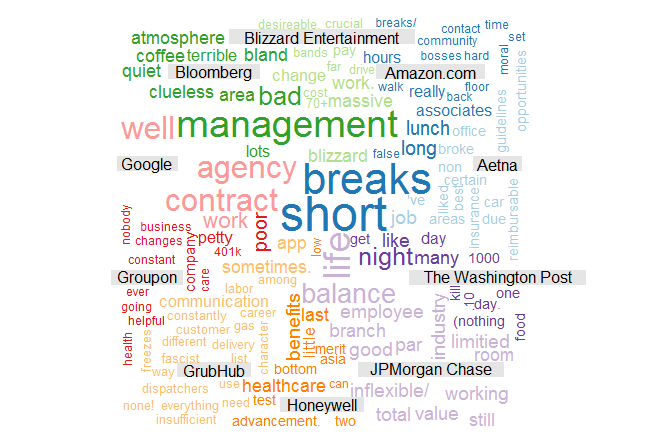 desireable. crucial breaks/ contact time
atmosphere Blizzard Entertainment community set
coffee terrible bland bands pay hours bosses hard moral
quiet Bloomberg change far drive Amazon.com
clueless area bad cost work. walk really floor opportunities
70+ massive back
well management associates guidelines
lots lunch office
blizzard false long broke
Google agency breaks non Aetna
contract short 've liked certain best insurance car reimbursable
nobody business work poor job areas due
changes petty app low life get like day
constant company 401k night many 1000
care sometimes.
Groupon labor among The Washington Post
ever communication balance kill 10 one
going constantly career benefits last employee industry day.
helpful customer gas little branch (nothing food
health freezes different delivery character merit good par limitied
fascist list asia room
way GrubHub bottom JPMorgan Chase
dispatchers use healthcare can inflexible/ working
none! everything need test Honeywell total value still
insufficient advancement. two